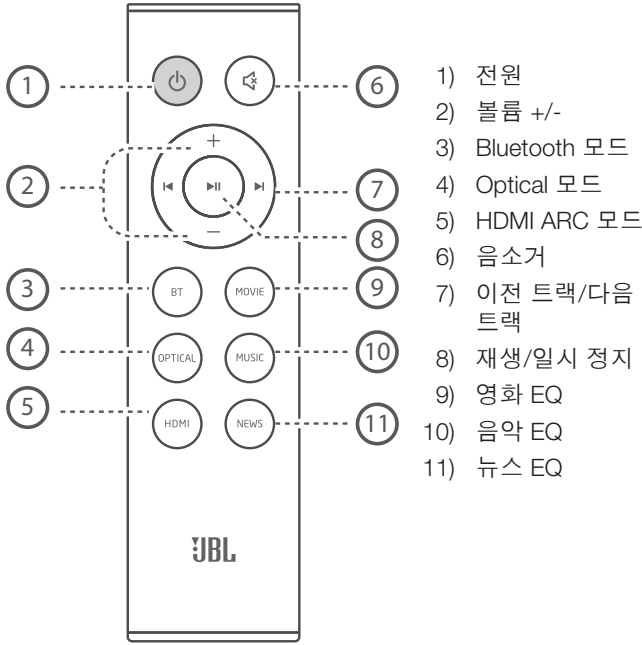 1
2
3
4
5
6
7
8
9
10
11
+
−
BT
MOVIE
OPTICAL
MUSIC
HDMI
NEWS
JBL
1) 전원
2) 볼륨 +/-
3) Bluetooth 모드
4) Optical 모드
5) HDMI ARC 모드
6) 음소거
7) 이전 트랙/다음
트랙
8) 재생/일시 정지
9) 영화 EQ
10) 음악 EQ
11) 뉴스 EQ